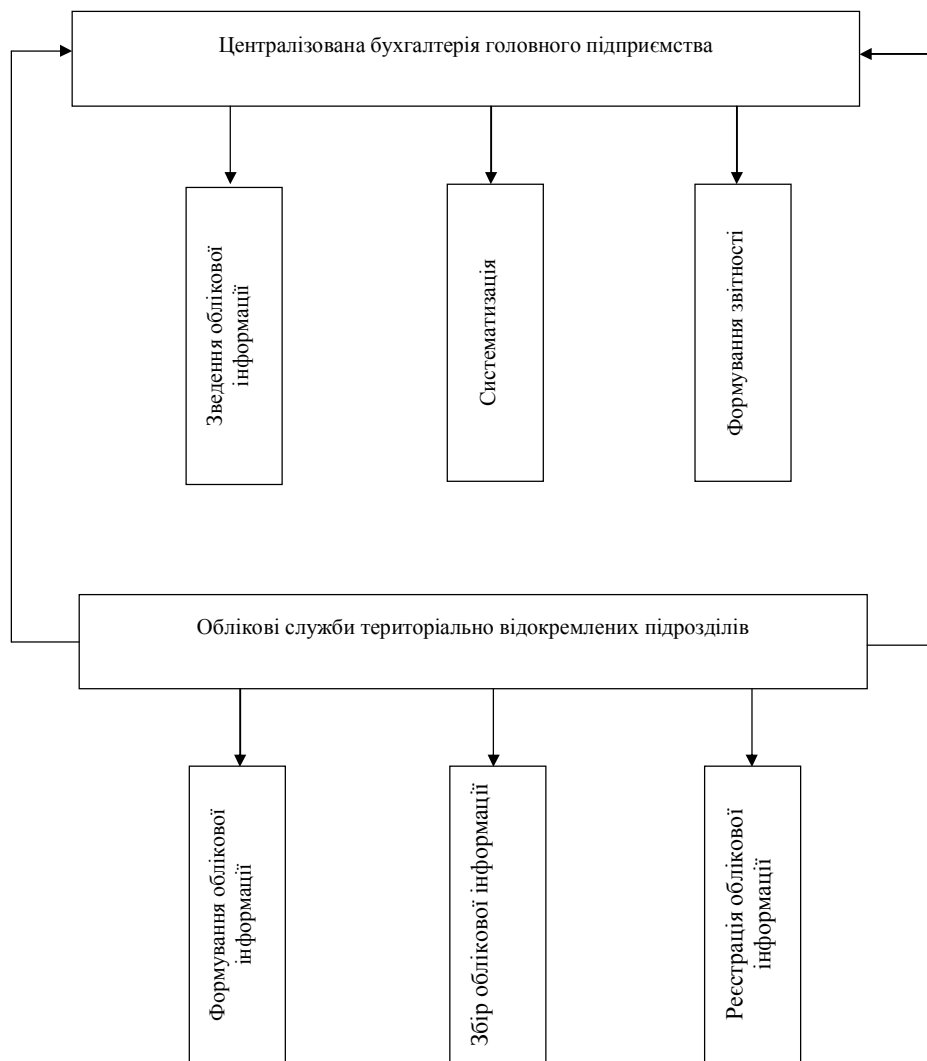 Централізована бухгалтерія головного підприємства
Зведення облікової
інформації
Систематизація
Формування звітності
Облікові служби територіально відокремлених підрозділів
Формування облікової
інформації
Збір облікової інформації
Реєстрація облікової
інформації